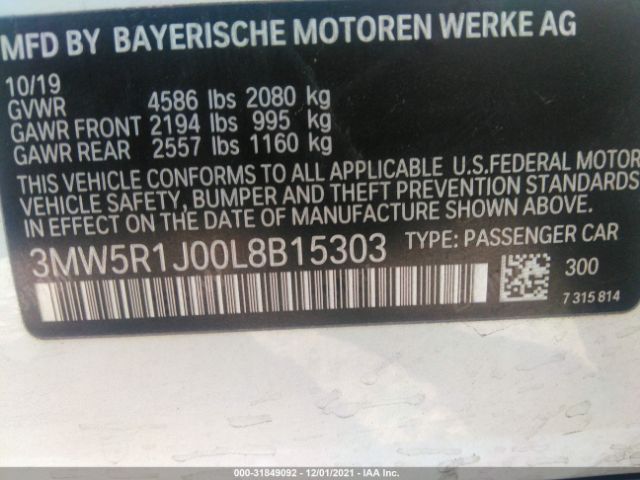 MFD BY BAYERISCHE MOTOREN WERKE AG
10/19
GVWR 4586 lbs 2080 kg
GAWR FRONT 2194 lbs 995 kg
GAWR REAR 2557 lbs 1160 kg
THIS VEHICLE CONFORMS TO ALL APPLICABLE U.S.FEDERAL MOTOR
VEHICLE SAFETY, BUMPER AND THEFT PREVENTION STANDARDS
IN EFFECT ON THE DATE OF MANUFACTURE SHOWN ABOVE.
3MW5R1J00L8B15303 TYPE: PASSENGER CAR
300
7 315 814
000-31849092 - 12/01/2021 - IAA Inc.